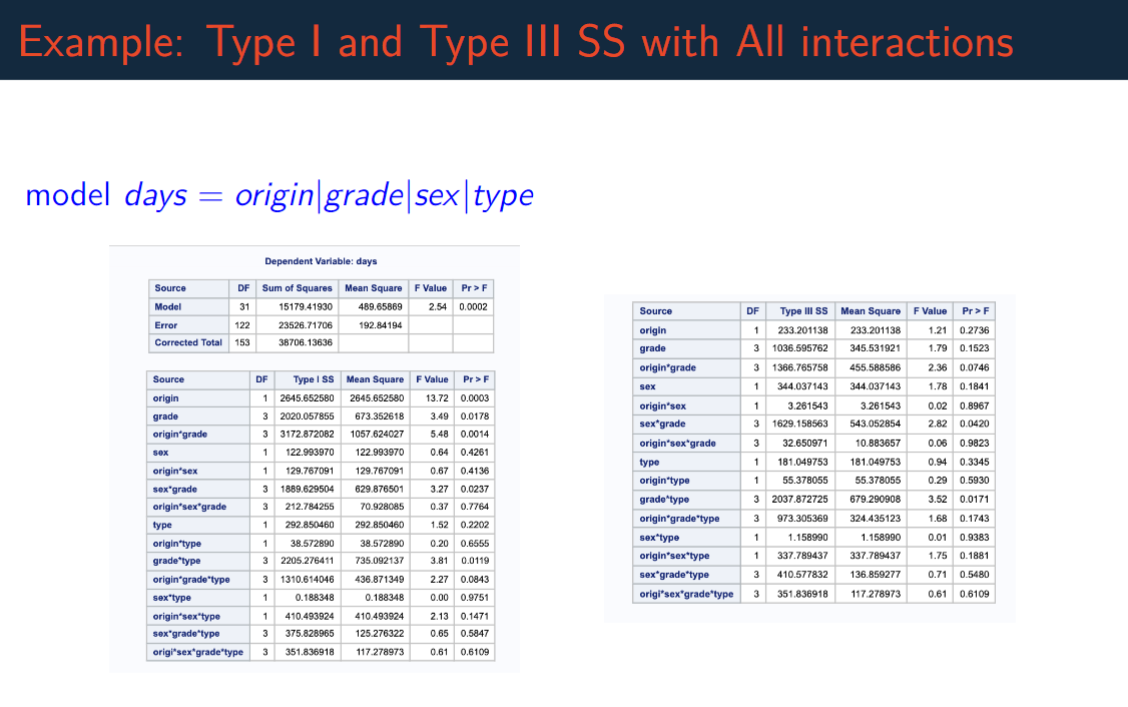 Example: Type I and Type III SS with All interactions
model days = origin|grade|sex|type
Dependent Variable: days
Source DF Sum of Squares Mean Square F Value Pr > F
Model 31 15179.41930 489.65869 2.54 0.0002
Error 122 23526.71706 192.84194
Corrected Total 153 38706.13636
Source DF Type I SS Mean Square F Value Pr > F
origin 1 2645.652580 2645.652580 13.72 0.0003
grade 3 2020.057855 673.352618 3.49 0.0178
origin*grade 3 3172.872082 1057.624027 5.48 0.0014
sex 1 122.993970 122.993970 0.64 0.4261
origin*sex 1 129.767091 129.767091 0.67 0.4136
sex*grade 3 1889.629504 629.876501 3.27 0.0237
origin*sex*grade 3 212.784255 70.928085 0.37 0.7764
type 1 292.850460 292.850460 1.52 0.2202
origin*type 1 38.572890 38.572890 0.20 0.6555
grade*type 3 2205.276411 735.092137 3.81 0.0119
origin*grade*type 3 1310.614046 436.871349 2.27 0.0843
sex*type 1 0.188348 0.188348 0.00 0.9751
origin*sex*type 1 410.493924 410.493924 2.13 0.1471
sex*grade*type 3 375.828965 125.276322 0.65 0.5847
origi*sex*grade*type 3 351.836918 117.278973 0.61 0.6109
Source DF Type III SS Mean Square F Value Pr > F
origin 1 233.201138 233.201138 1.21 0.2736
grade 3 1036.595762 345.531921 1.79 0.1523
origin*grade 3 1366.765758 455.588586 2.36 0.0746
sex 1 344.037143 344.037143 1.78 0.1841
origin*sex 1 3.261543 3.261543 0.02 0.8967
sex*grade 3 1629.158563 543.052854 2.82 0.0420
origin*sex*grade 3 32.650971 10.883657 0.06 0.9823
type 1 181.049753 181.049753 0.94 0.3345
origin*type 1 55.378055 55.378055 0.29 0.5930
grade*type 3 2037.872725 679.290908 3.52 0.0171
origin*grade*type 3 973.305369 324.435123 1.68 0.1743
sex*type 1 1.158990 1.158990 0.01 0.9383
origin*sex*type 1 337.789437 337.789437 1.75 0.1881
sex*grade*type 3 410.577832 136.859277 0.71 0.5480
origi*sex*grade*type 3 351.836918 117.278973 0.61 0.6109